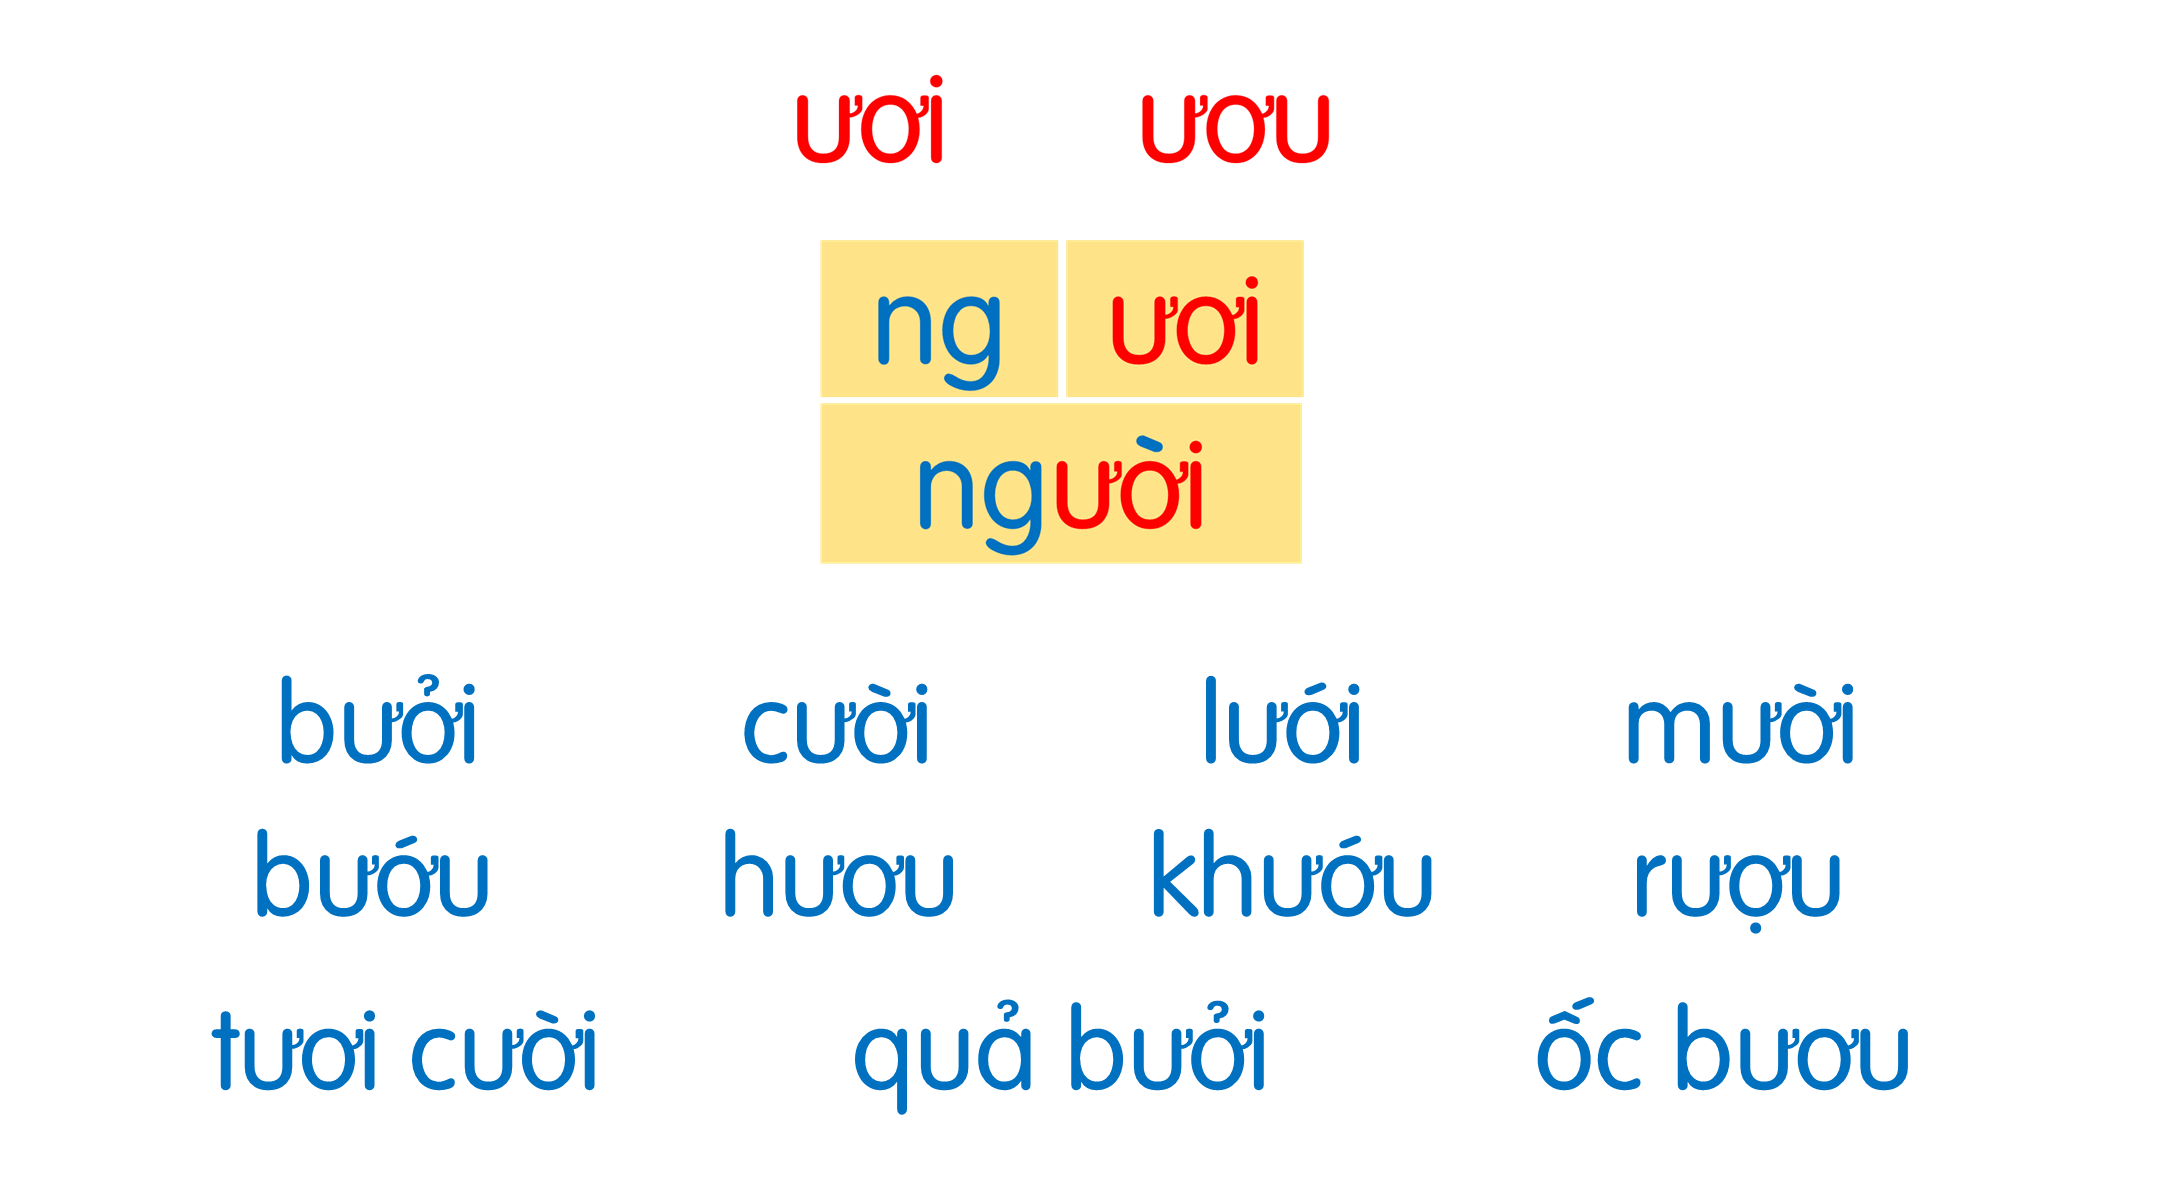 ươi ươu
ng ươi
người
bưởi cười lưới mười
bướu hươu khướu rượu
tươi cười quả bưởi ốc bươu